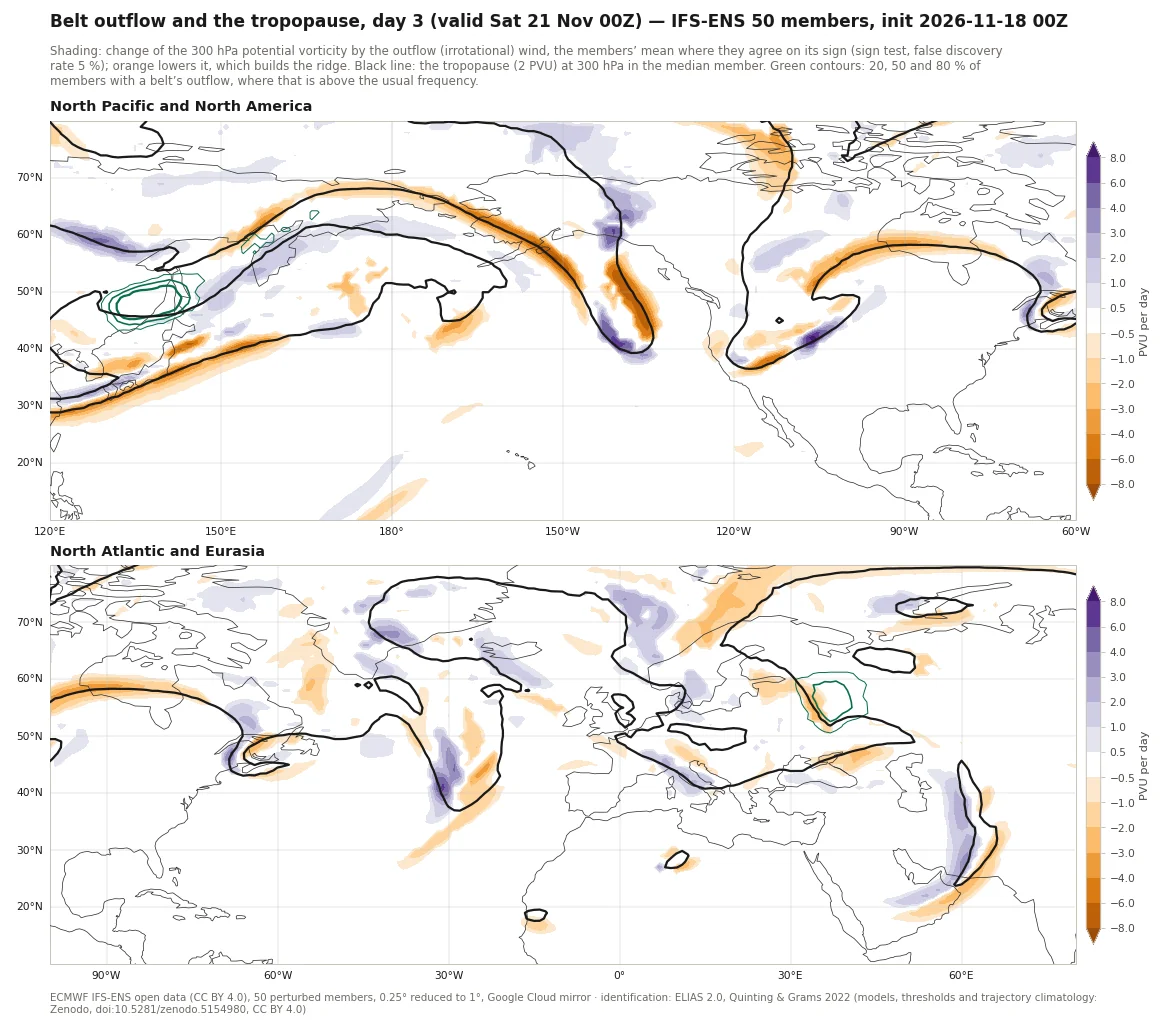 Belt outflow and the tropopause, day 3 (valid Sat 21 Nov 00Z) — IFS-ENS 50 members, init 2026-11-18 00Z
Shading: change of the 300 hPa potential vorticity by the outflow (irrotational) wind, the members’ mean where they agree on its sign (sign test, false discovery
rate 5 %); orange lowers it, which builds the ridge. Black line: the tropopause (2 PVU) at 300 hPa in the median member. Green contours: 20, 50 and 80 % of
members with a belt’s outflow, where that is above the usual frequency.
North Pacific and North America
70°N
60°N
50°N
40°N
30°N
20°N
120°E 150°E 180° 150°W 120°W 90°W 60°W
8.0
6.0
4.0
3.0
2.0
1.0
0.5
−0.5
−1.0
−2.0
−3.0
−4.0
−6.0
−8.0
PVU per day
North Atlantic and Eurasia
70°N
60°N
50°N
40°N
30°N
20°N
90°W 60°W 30°W 0° 30°E 60°E
8.0
6.0
4.0
3.0
2.0
1.0
0.5
−0.5
−1.0
−2.0
−3.0
−4.0
−6.0
−8.0
PVU per day
ECMWF IFS-ENS open data (CC BY 4.0), 50 perturbed members, 0.25° reduced to 1°, Google Cloud mirror · identification: ELIAS 2.0, Quinting & Grams 2022 (models, thresholds and trajectory climatology:
Zenodo, doi:10.5281/zenodo.5154980, CC BY 4.0)